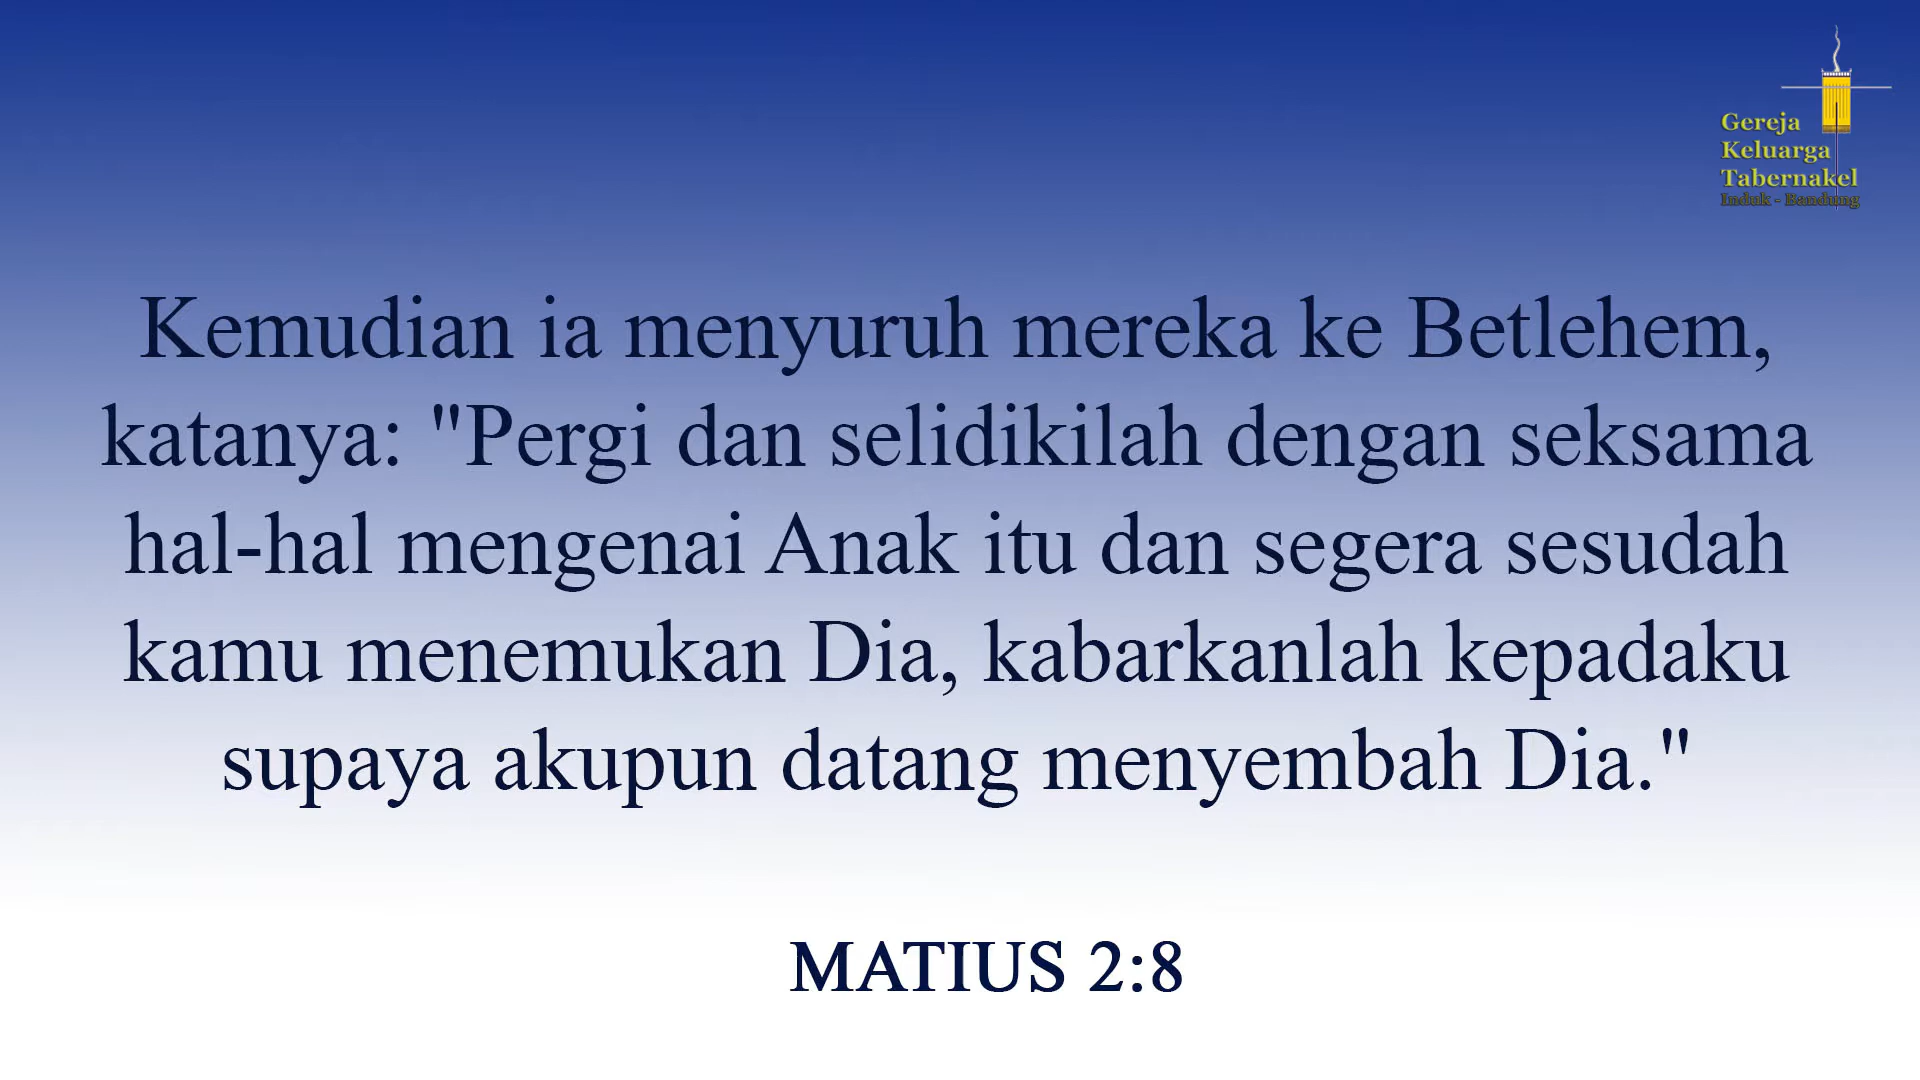 Gereja
Keluarga
Tabernakel
Induk - Bandung
Kemudian ia menyuruh mereka ke Betlehem,
katanya: "Pergi dan selidikilah dengan seksama
hal-hal mengenai Anak itu dan segera sesudah
kamu menemukan Dia, kabarkanlah kepadaku
supaya akupun datang menyembah Dia."
MATIUS 2:8